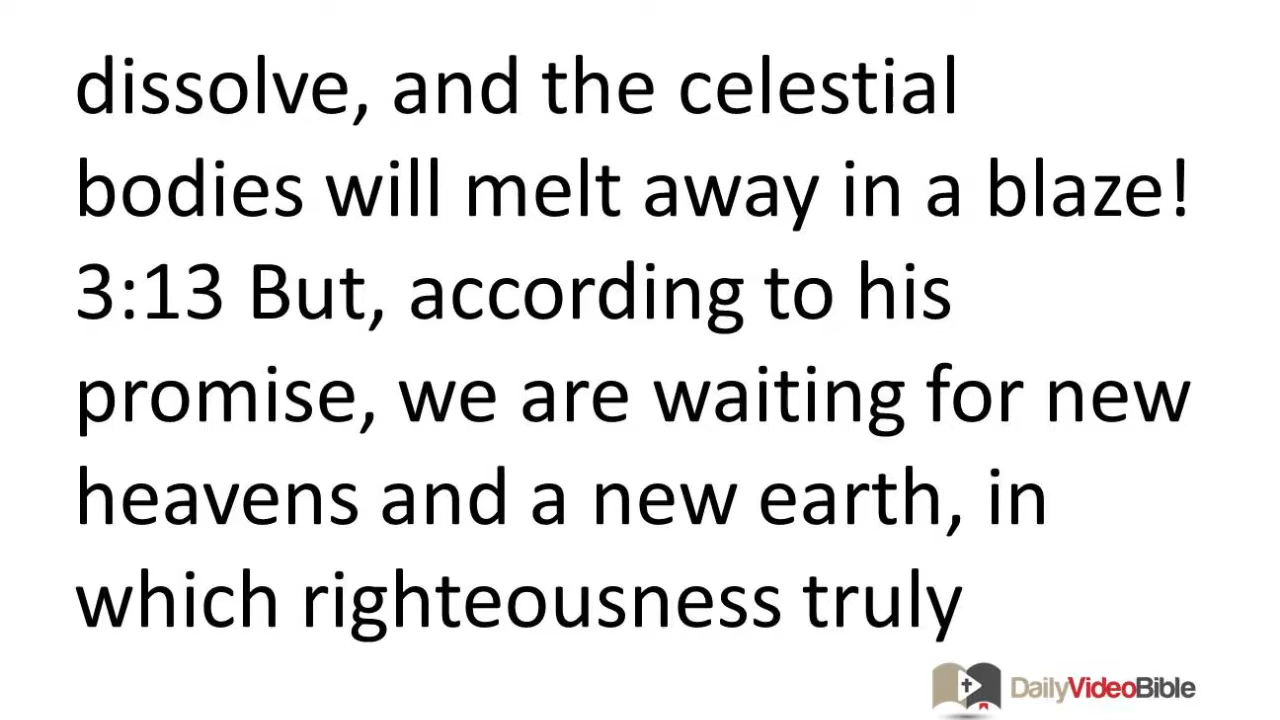 dissolve, and the celestial
bodies will melt away in a blaze!
3:13 But, according to his
promise, we are waiting for new
heavens and a new earth, in
which righteousness truly
DailyVideoBible